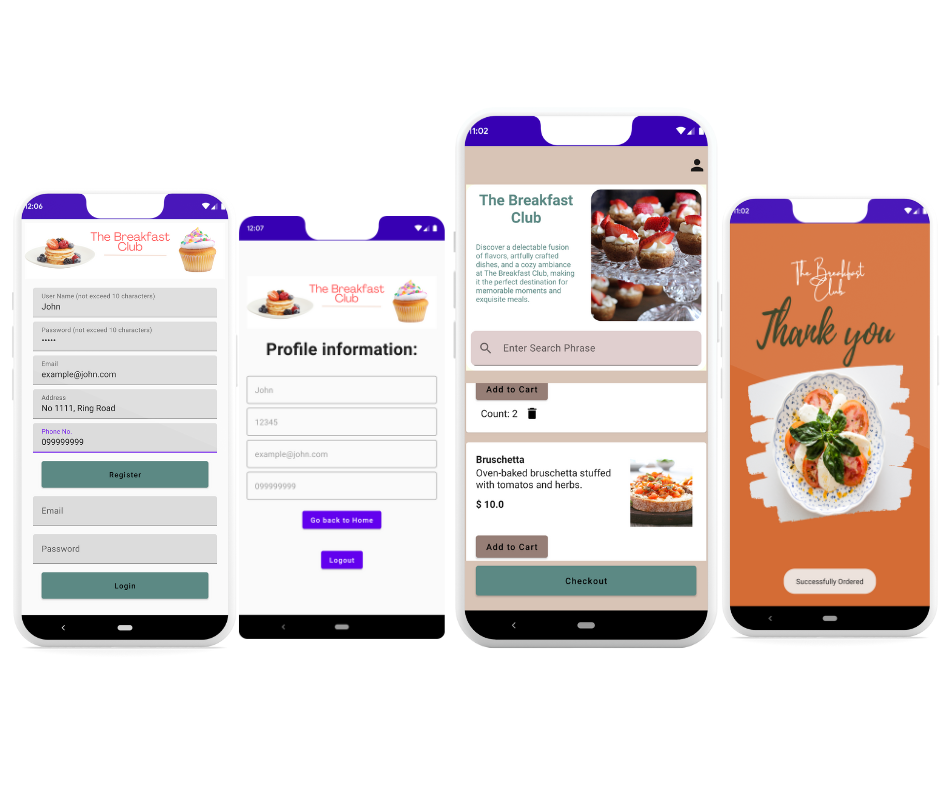 12:06
The Breakfast
Club
User Name (not exceed 10 characters)
John
Password (not exceed 10 characters)
•••••
Email
example@john.com
Address
No 1111, Ring Road
Phone No.
099999999
Register
Email
Password
Login
12:07
The Breakfast
Club
Profile information:
John
12345
example@john.com
099999999
Go back to Home
Logout
11:02
The Breakfast
Club
Discover a delectable fusion
of flavors, artfully crafted
dishes, and a cozy ambiance
at The Breakfast Club, making
it the perfect destination for
memorable moments and
exquisite meals.
Enter Search Phrase
Add to Cart
Count: 2
Bruschetta
Oven-baked bruschetta stuffed
with tomatos and herbs.
$ 10.0
Add to Cart
Checkout
11:02
The Breakfast
Club
Thank you
Successfully Ordered